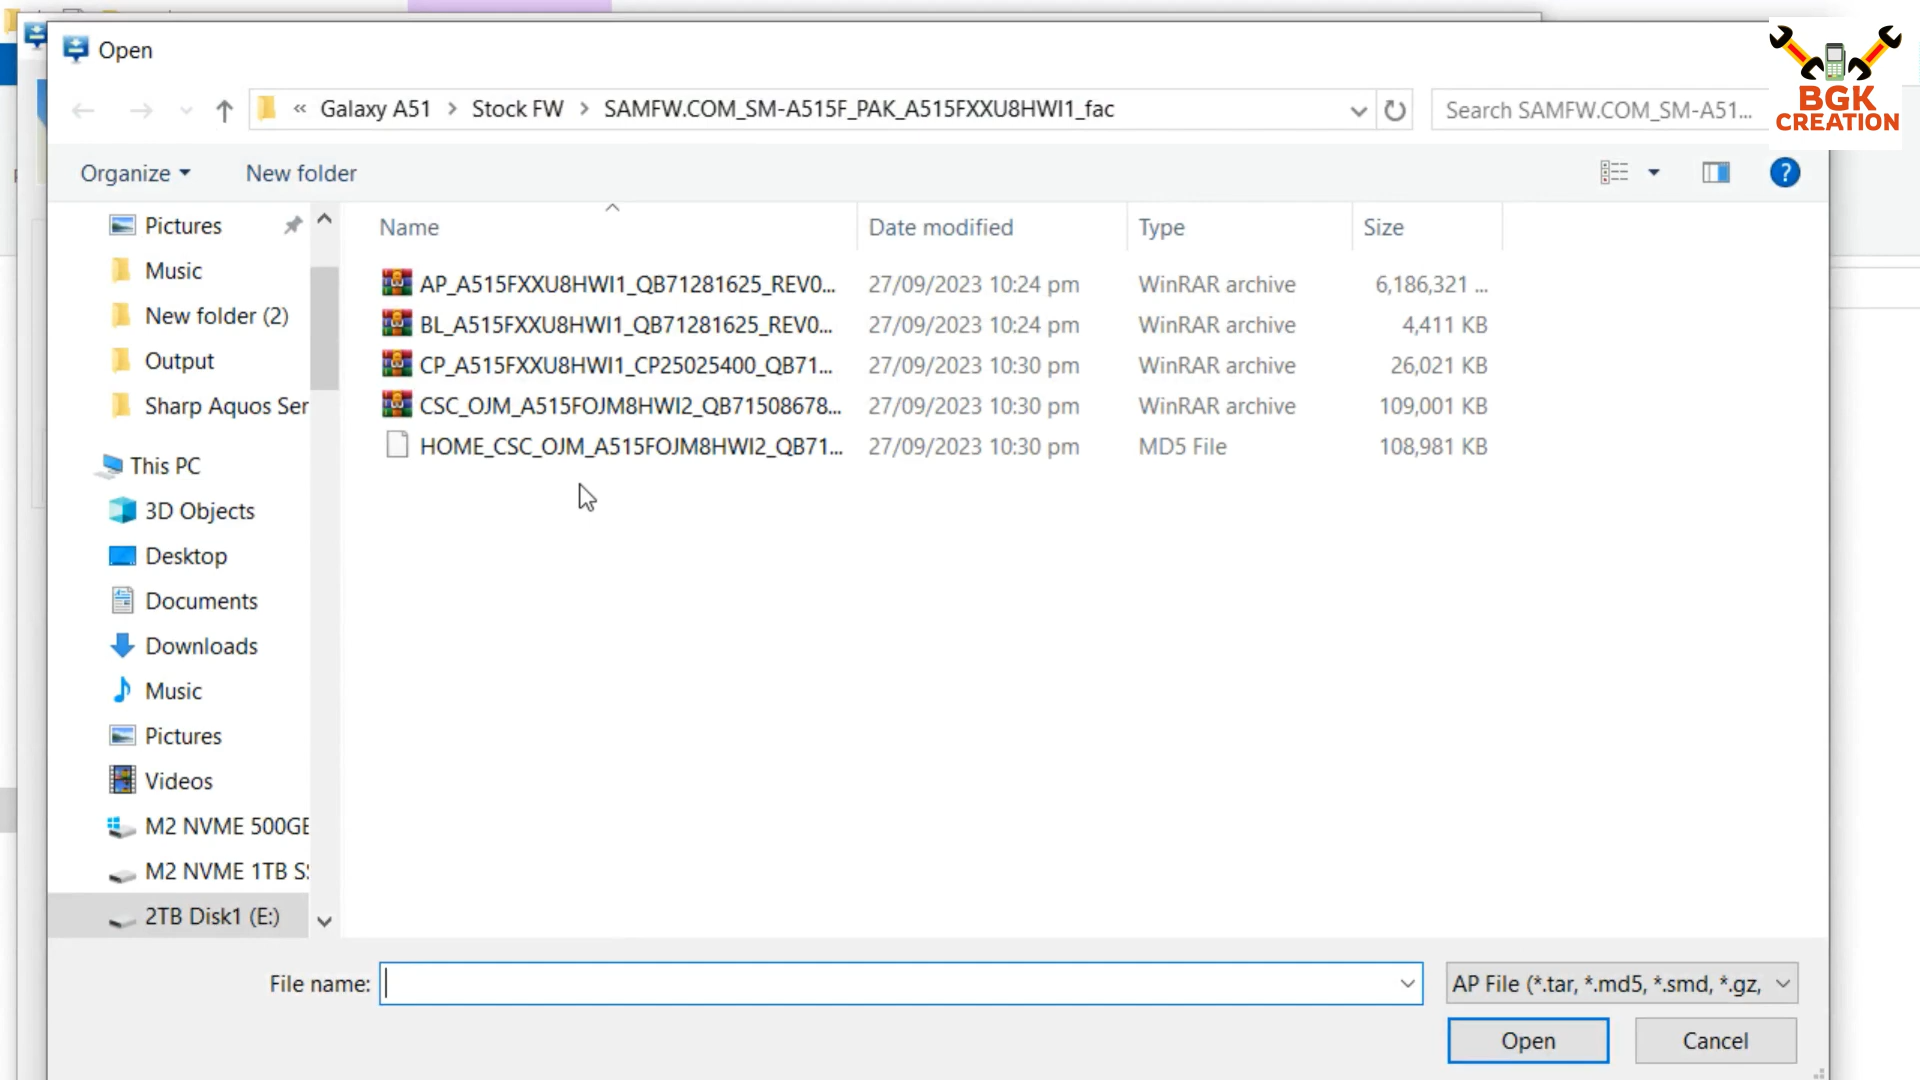 Open
« Galaxy A51 > Stock FW > SAMFW.COM_SM-A515F_PAK_A515FXXU8HWI1_fac
Search SAMFW.COM_SM-A51...
BGK
CREATION
Organize
New folder
?
Name
Date modified
Type
Size
AP_A515FXXU8HWI1_QB71281625_REV0... 27/09/2023 10:24 pm WinRAR archive 6,186,321 ...
BL_A515FXXU8HWI1_QB71281625_REV0... 27/09/2023 10:24 pm WinRAR archive 4,411 KB
CP_A515FXXU8HWI1_CP25025400_QB71... 27/09/2023 10:30 pm WinRAR archive 26,021 KB
CSC_OJM_A515FOJM8HWI2_QB71508678... 27/09/2023 10:30 pm WinRAR archive 109,001 KB
HOME_CSC_OJM_A515FOJM8HWI2_QB71... 27/09/2023 10:30 pm MD5 File 108,981 KB
Pictures
Music
New folder (2)
Output
Sharp Aquos Ser
This PC
3D Objects
Desktop
Documents
Downloads
Music
Pictures
Videos
M2 NVME 500GE
M2 NVME 1TB S
2TB Disk1 (E:)
File name:
AP File (*.tar, *.md5, *.smd, *.gz,
Open
Cancel